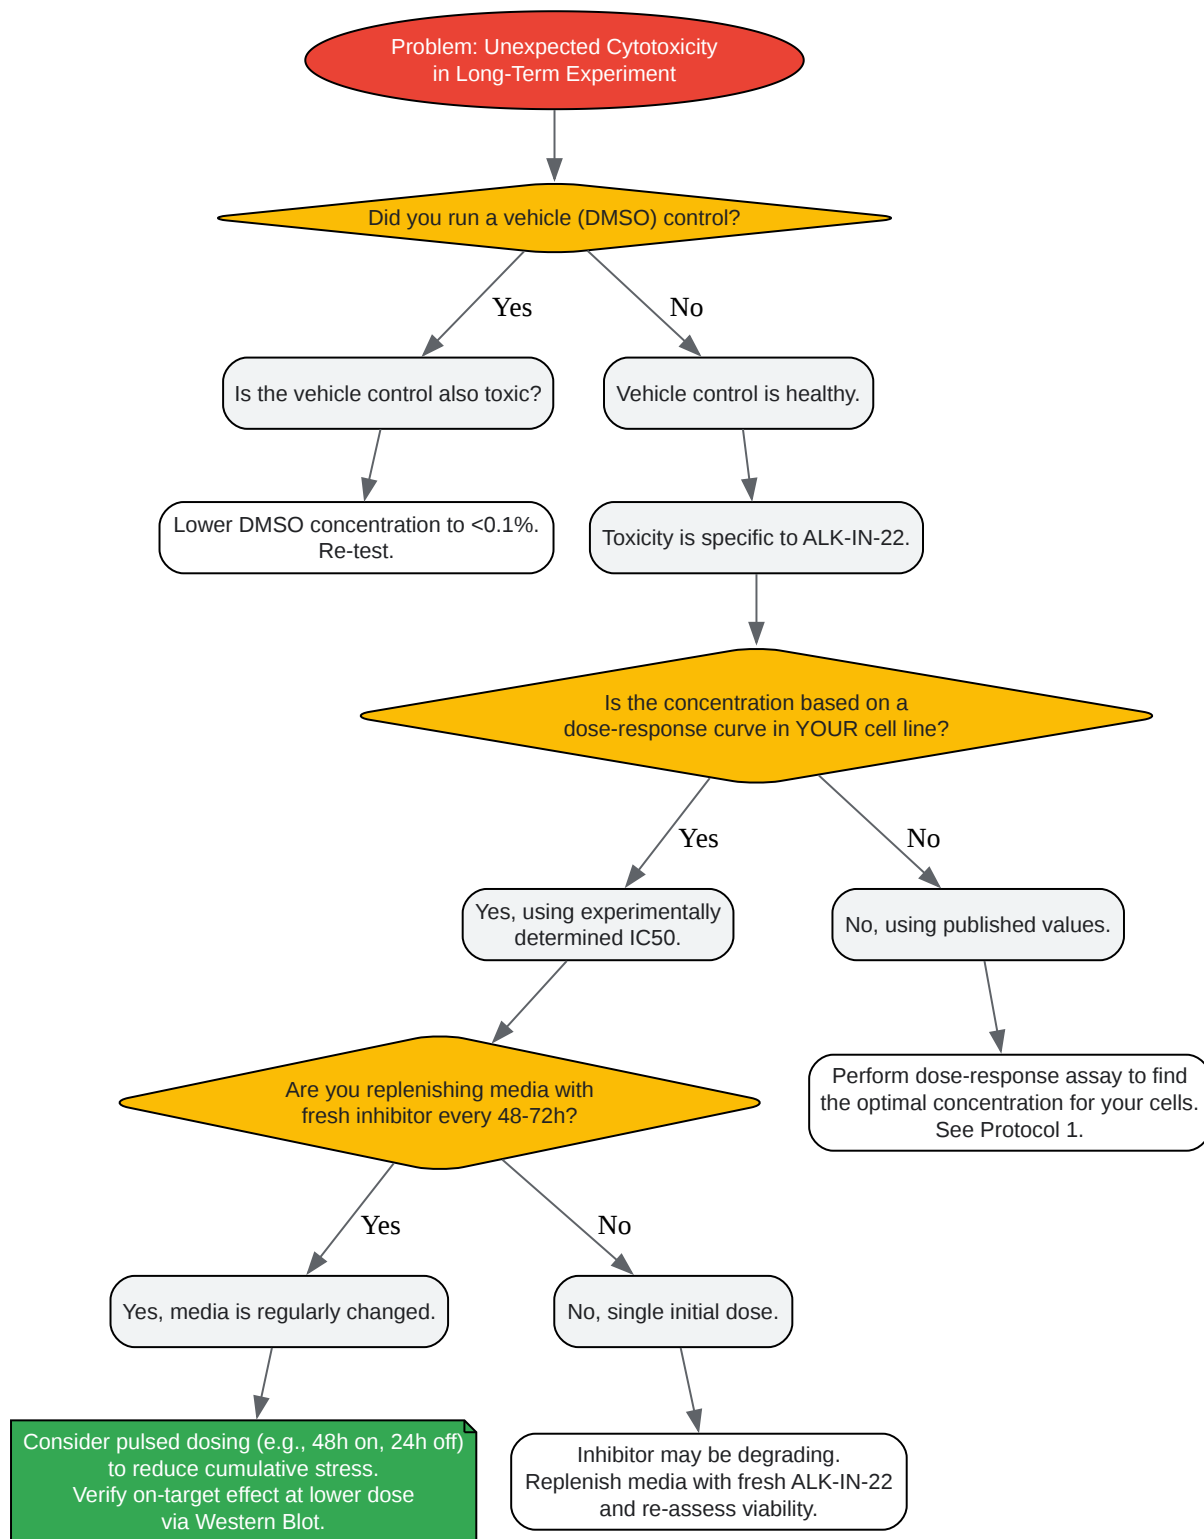 Problem: Unexpected Cytotoxicity
in Long-Term Experiment
Did you run a vehicle (DMSO) control?
Yes
No
Is the vehicle control also toxic?
Vehicle control is healthy.
Lower DMSO concentration to <0.1%.
Re-test.
Toxicity is specific to ALK-IN-22.
Is the concentration based on a
dose-response curve in YOUR cell line?
Yes
No
Yes, using experimentally
determined IC50.
No, using published values.
Are you replenishing media with
fresh inhibitor every 48-72h?
Perform dose-response assay to find
the optimal concentration for your cells.
See Protocol 1.
Yes
No
Yes, media is regularly changed.
No, single initial dose.
Consider pulsed dosing (e.g., 48h on, 24h off)
to reduce cumulative stress.
Verify on-target effect at lower dose
via Western Blot.
Inhibitor may be degrading.
Replenish media with fresh ALK-IN-22
and re-assess viability.